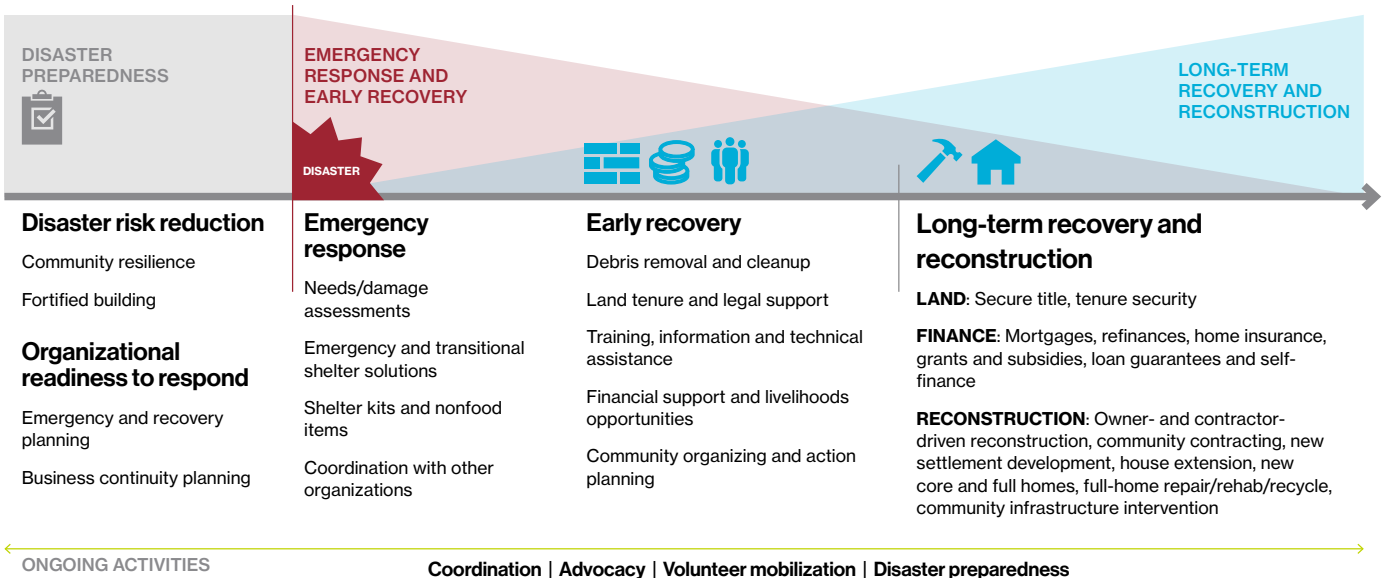 DISASTER
PREPAREDNESS
EMERGENCY
RESPONSE AND
EARLY RECOVERY
LONG-TERM
RECOVERY AND
RECONSTRUCTION
DISASTER
Disaster risk reduction
Community resilience
Fortified building
Organizational
readiness to respond
Emergency and recovery
planning
Business continuity planning
Emergency
response
Needs/damage
assessments
Emergency and transitional
shelter solutions
Shelter kits and nonfood
items
Coordination with other
organizations
Early recovery
Debris removal and cleanup
Land tenure and legal support
Training, information and technical
assistance
Financial support and livelihoods
opportunities
Community organizing and action
planning
Long-term recovery and
reconstruction
LAND: Secure title, tenure security
FINANCE: Mortgages, refinances, home insurance,
grants and subsidies, loan guarantees and self-
finance
RECONSTRUCTION: Owner- and contractor-
driven reconstruction, community contracting, new
settlement development, house extension, new
core and full homes, full-home repair/rehab/recycle,
community infrastructure intervention
ONGOING ACTIVITIES
Coordination | Advocacy | Volunteer mobilization | Disaster preparedness